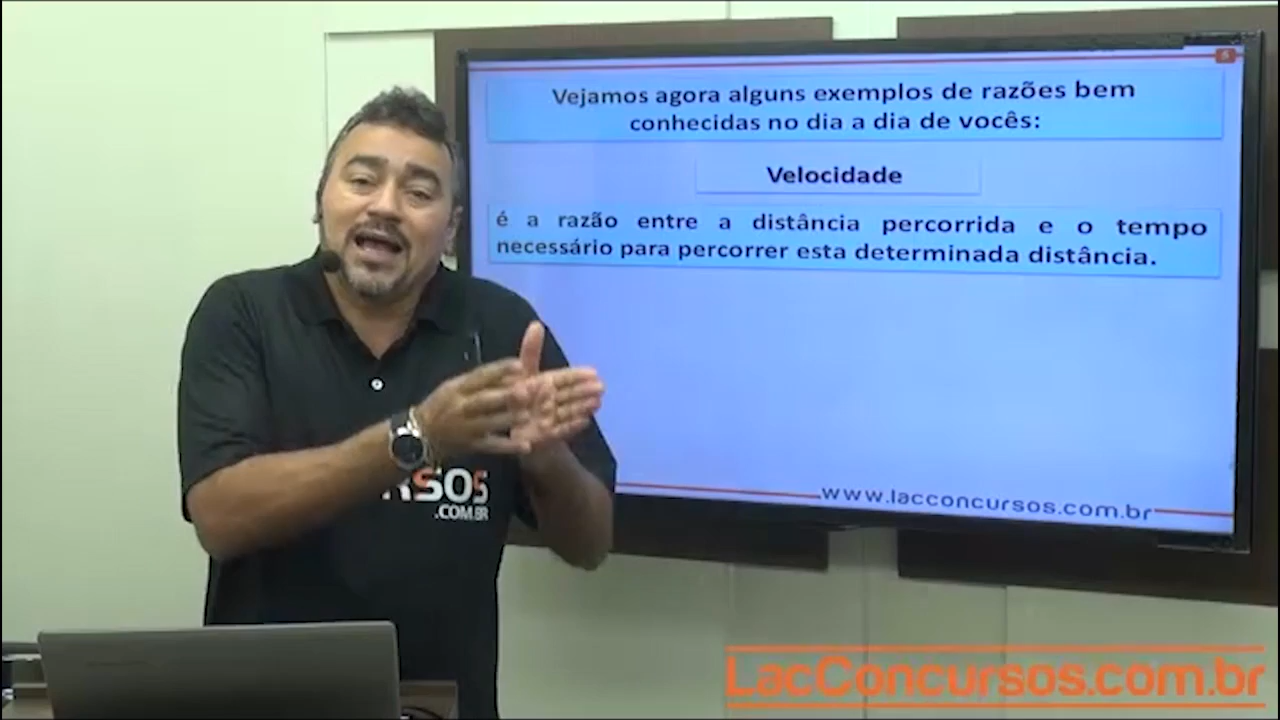 5
Vejamos agora alguns exemplos de razões bem
conhecidas no dia a dia de vocês:
Velocidade
é a razão entre a distância percorrida e o tempo
necessário para percorrer esta determinada distância.
www.lacconcursos.com.br
RSOS
.COM.BR
LacConcursos.com.br